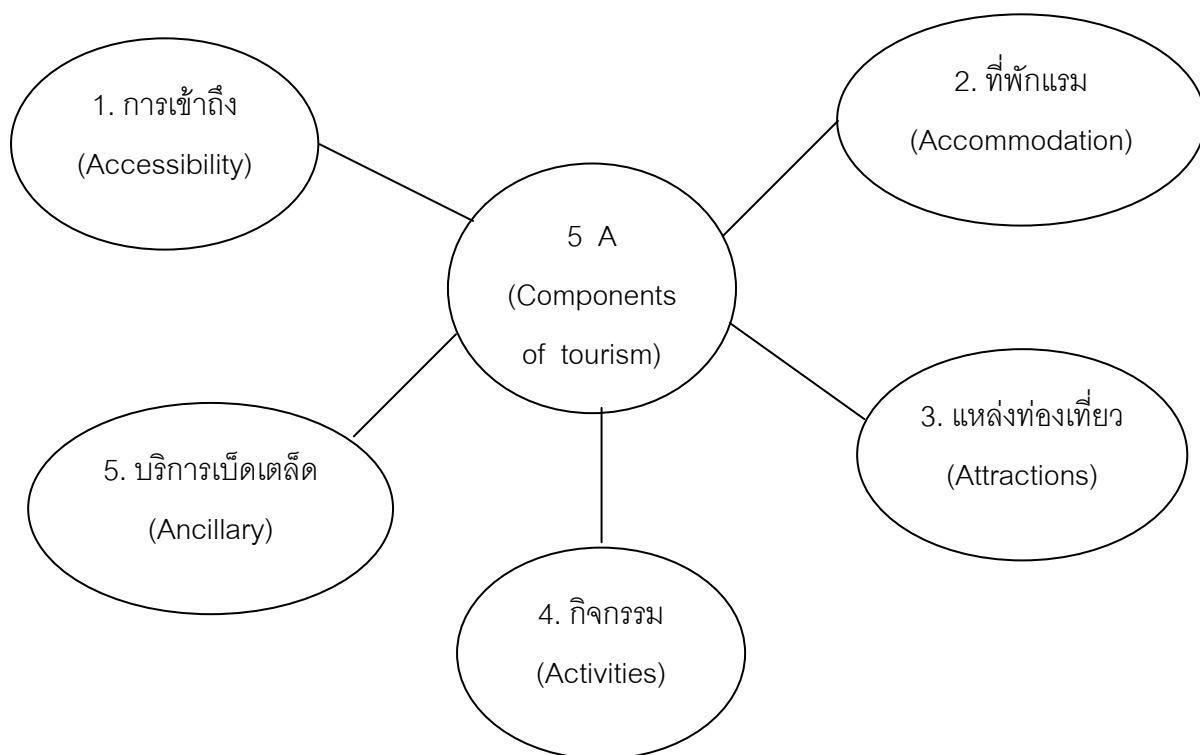 1. การเข้าถึง
(Accessibility)
2. ที่พักแรม
(Accommodation)
5 A
(Components
of tourism)
3. แหล่งท่องเที่ยว
(Attractions)
5. บริการเบ็ดเตล็ด
(Ancillary)
4. กิจกรรม
(Activities)